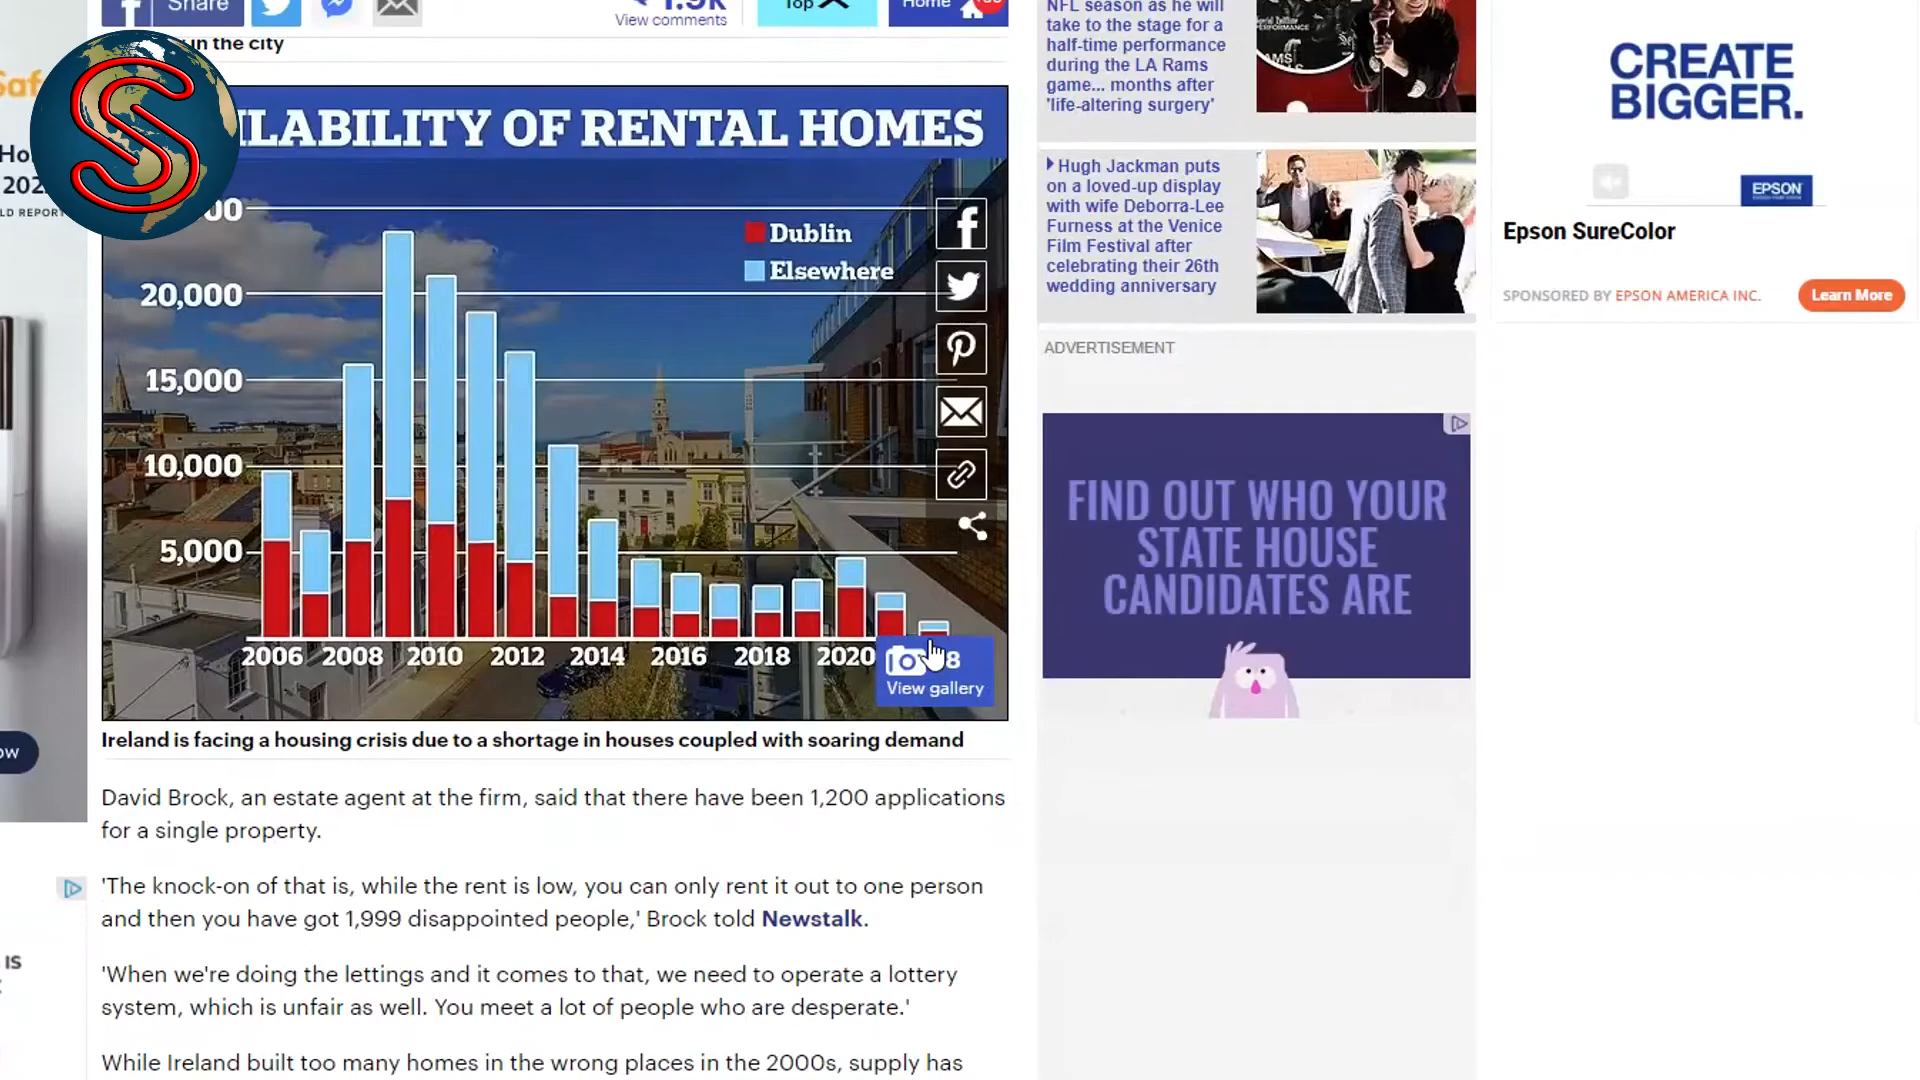 Share
View comments
Top
Home
in the city
Saf
Ho
202
LD REPORT
S
ILABILITY OF RENTAL HOMES
00
20,000
15,000
10,000
5,000
Dublin
Elsewhere
2006 2008 2010 2012 2014 2016 2018 2020
8
View gallery
ow
Ireland is facing a housing crisis due to a shortage in houses coupled with soaring demand
David Brock, an estate agent at the firm, said that there have been 1,200 applications
for a single property.
'The knock-on of that is, while the rent is low, you can only rent it out to one person
and then you have got 1,999 disappointed people,' Brock told Newstalk.
'When we're doing the lettings and it comes to that, we need to operate a lottery
system, which is unfair as well. You meet a lot of people who are desperate.'
While Ireland built too many homes in the wrong places in the 2000s, supply has
IS
NFL season as he will
take to the stage for a
half-time performance
during the LA Rams
game... months after
'life-altering surgery'
Hugh Jackman puts
on a loved-up display
with wife Deborra-Lee
Furness at the Venice
Film Festival after
celebrating their 26th
wedding anniversary
ADVERTISEMENT
FIND OUT WHO YOUR
STATE HOUSE
CANDIDATES ARE
CREATE
BIGGER.
EPSON
Epson SureColor
SPONSORED BY EPSON AMERICA INC.
Learn More